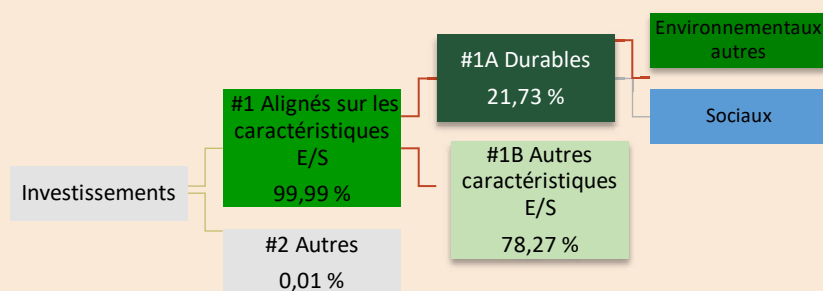 Investissements
#1 Alignés sur les
caractéristiques
E/S
99,99 %
#2 Autres
0,01 %
#1A Durables
21,73 %
#1B Autres
caractéristiques
E/S
78,27 %
Environnementaux
autres
Sociaux